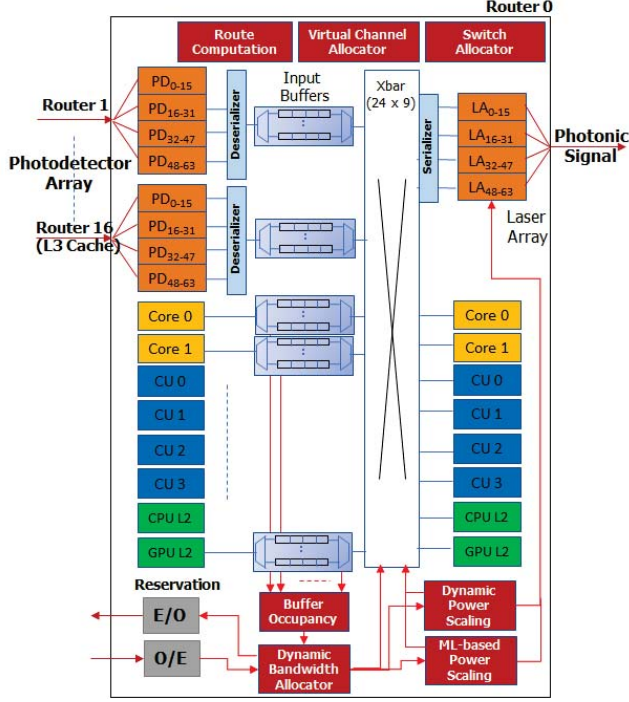 Router 0
Route
Computation
Virtual Channel
Allocator
Switch
Allocator
Router 1
Photodetector
Array
Router 16
(L3 Cache)
PD0-15
PD16-31
PD32-47
PD48-63
Deserializer
PD0-15
PD16-31
PD32-47
PD48-63
Deserializer
Input
Buffers
Xbar
(24 x 9)
Serializer
LA0-15
LA16-31
LA32-47
LA48-63
Photonic
Signal
Laser
Array
Core 0
Core 1
CU 0
CU 1
CU 2
CU 3
CPU L2
GPU L2
Core 0
Core 1
CU 0
CU 1
CU 2
CU 3
CPU L2
GPU L2
Reservation
E/O
O/E
Buffer
Occupancy
Dynamic
Bandwidth
Allocator
Dynamic
Power
Scaling
ML-based
Power
Scaling